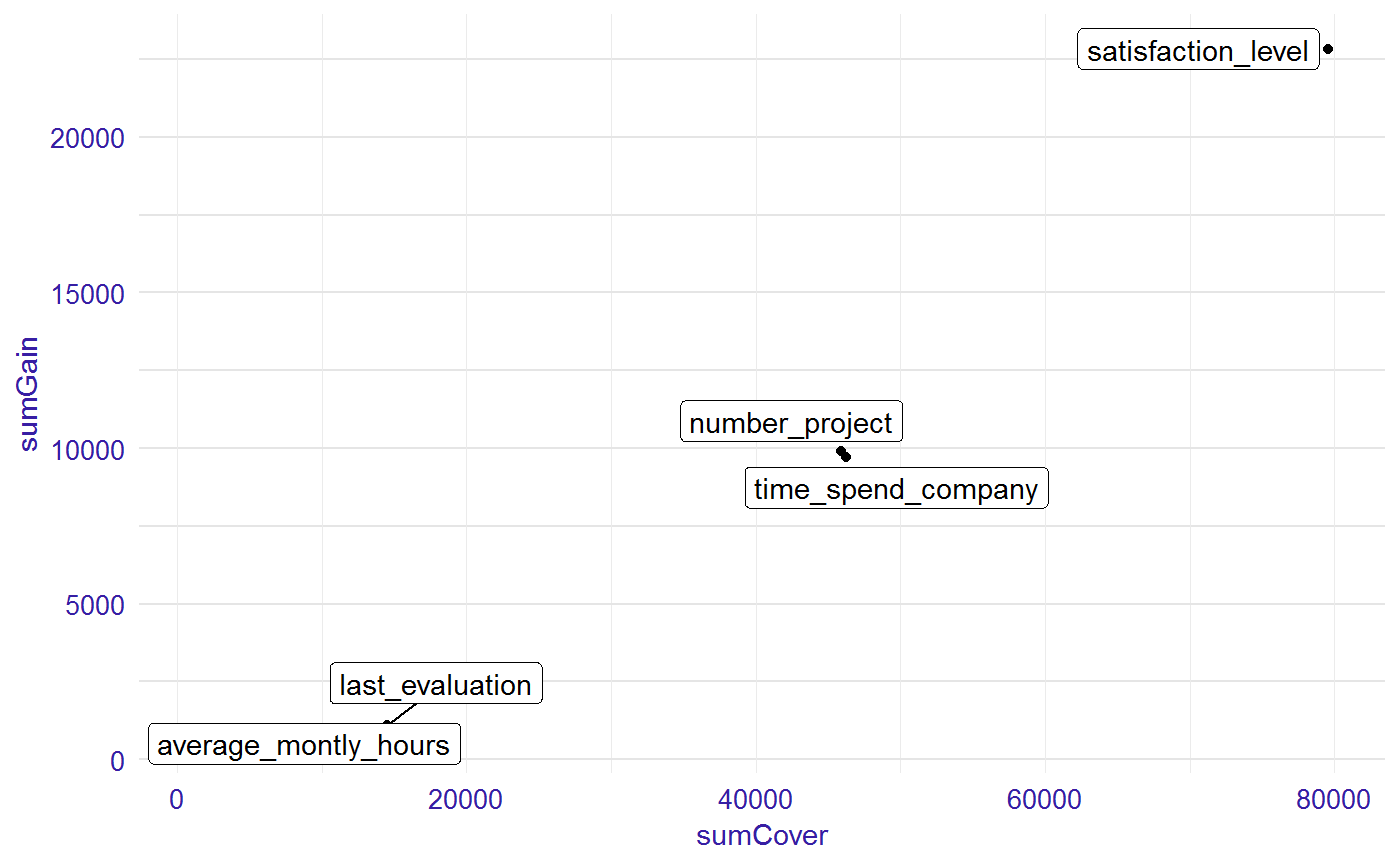 satisfaction_level
20000
15000
sumGain
number_project
10000
time_spend_company
5000
last_evaluation
average_montly_hours
0
0 20000 40000 60000 80000
sumCover